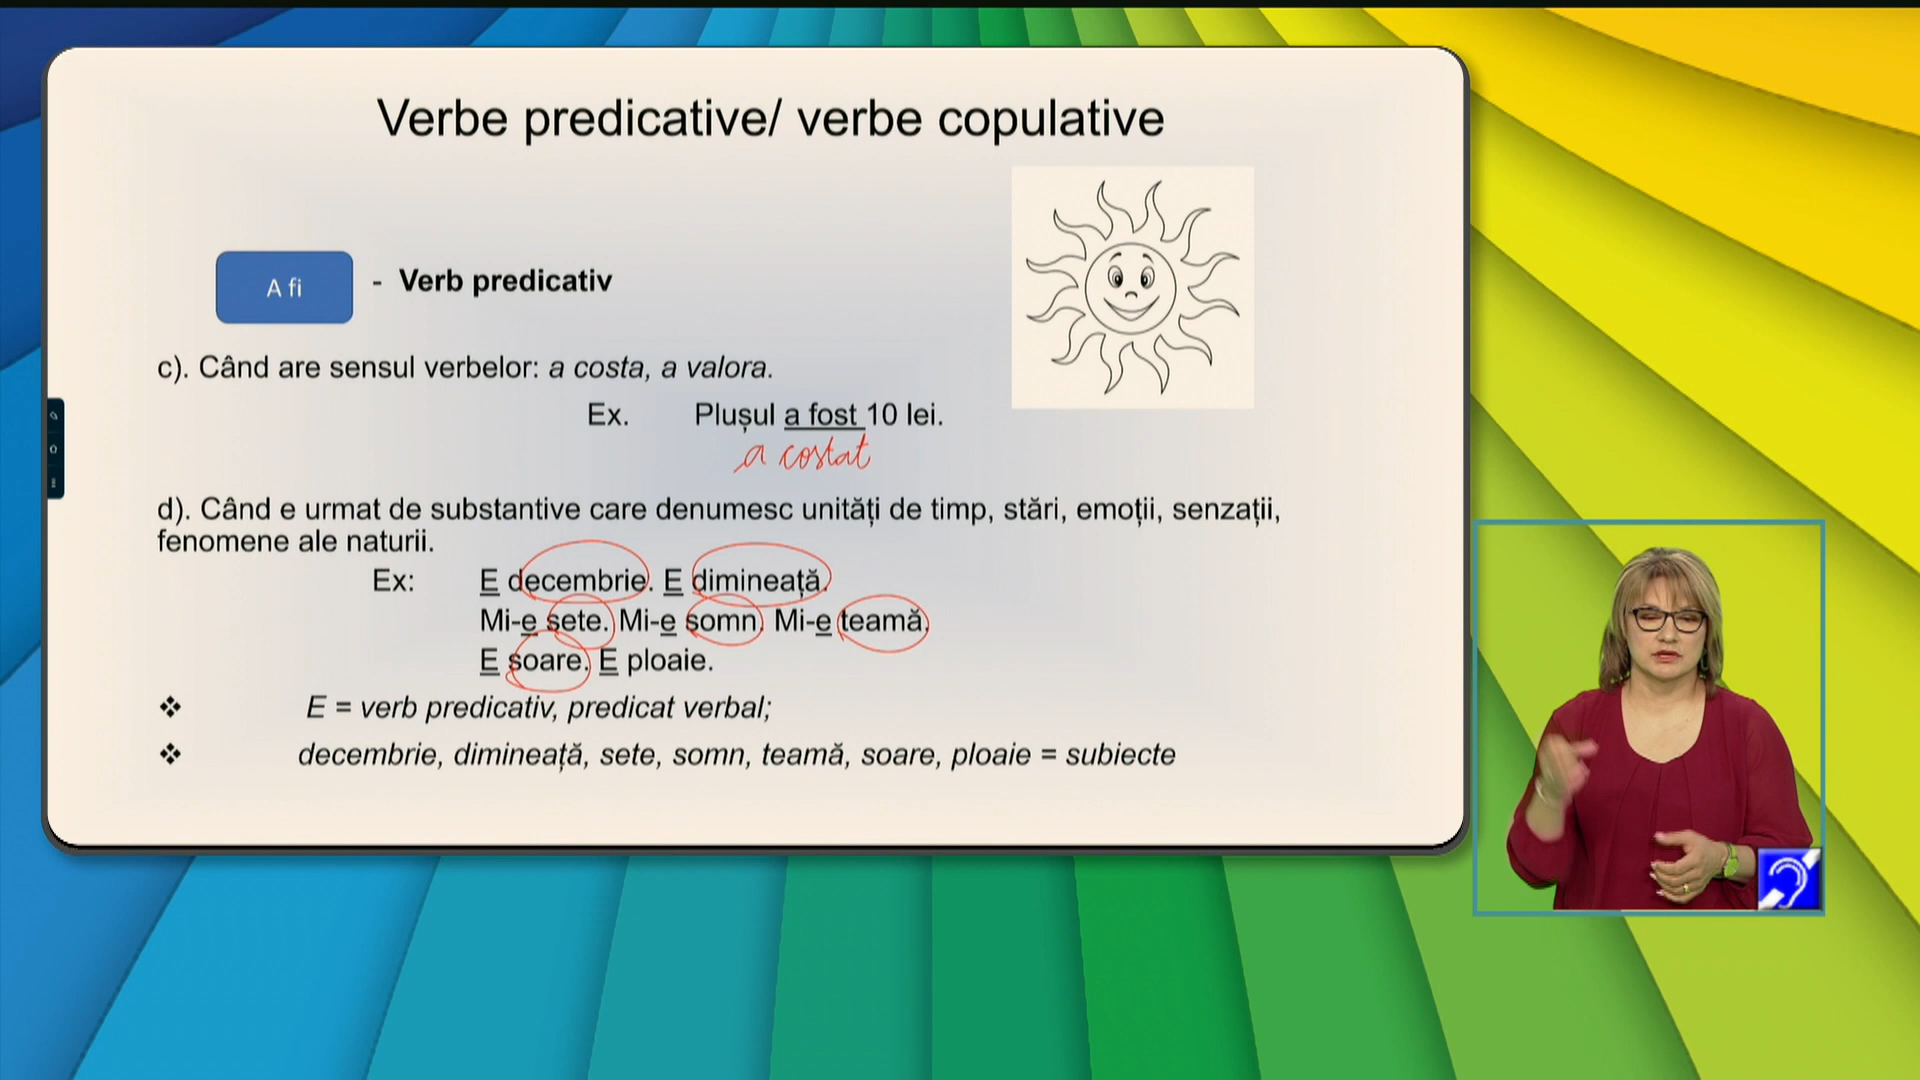 Verbe predicative/ verbe copulative
A fi
- Verb predicativ
c). Când are sensul verbelor: a costa, a valora.
Ex. Plușul a fost 10 lei.
a costat
d). Când e urmat de substantive care denumesc unități de timp, stări, emoții, senzații,
fenomene ale naturii.
Ex: E decembrie. E dimineață.
Mi-e sete. Mi-e somn. Mi-e teamă.
E soare. E ploaie.
❖ E = verb predicativ, predicat verbal;
❖ decembrie, dimineață, sete, somn, teamă, soare, ploaie = subiecte